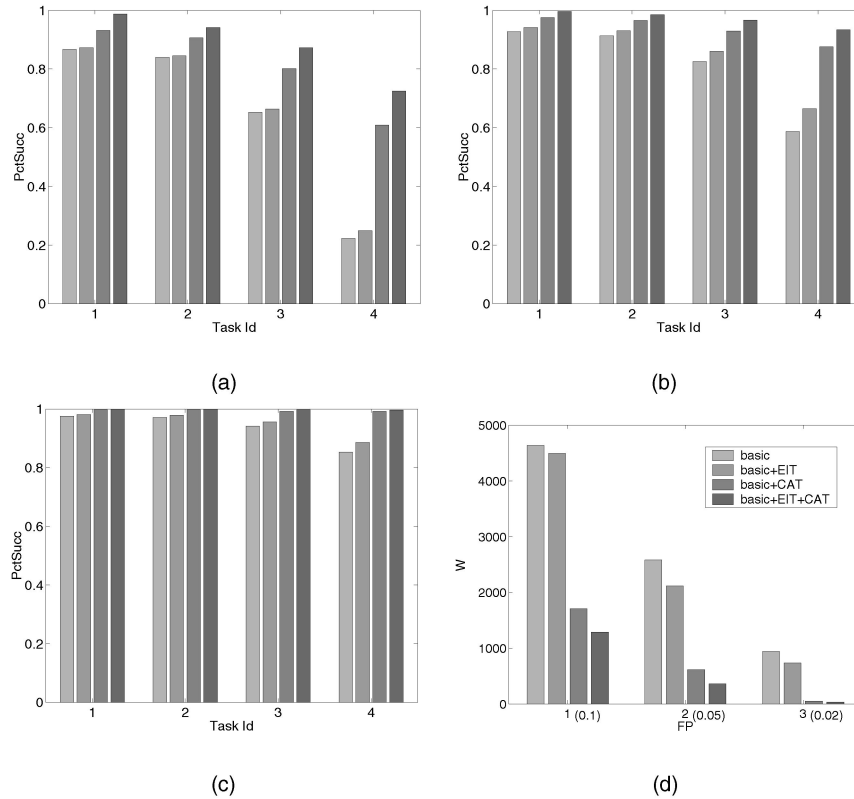 1
0.8
0.6
0.4
0.2
0
PctSucc
1 2 3 4
Task Id
(a)
1
0.8
0.6
0.4
0.2
0
PctSucc
1 2 3 4
Task Id
(b)
1
0.8
0.6
0.4
0.2
0
PctSucc
1 2 3 4
Task Id
(c)
5000
4000
3000
2000
1000
0
W
basic
basic+EIT
basic+CAT
basic+EIT+CAT
1 (0.1) 2 (0.05) 3 (0.02)
FP
(d)